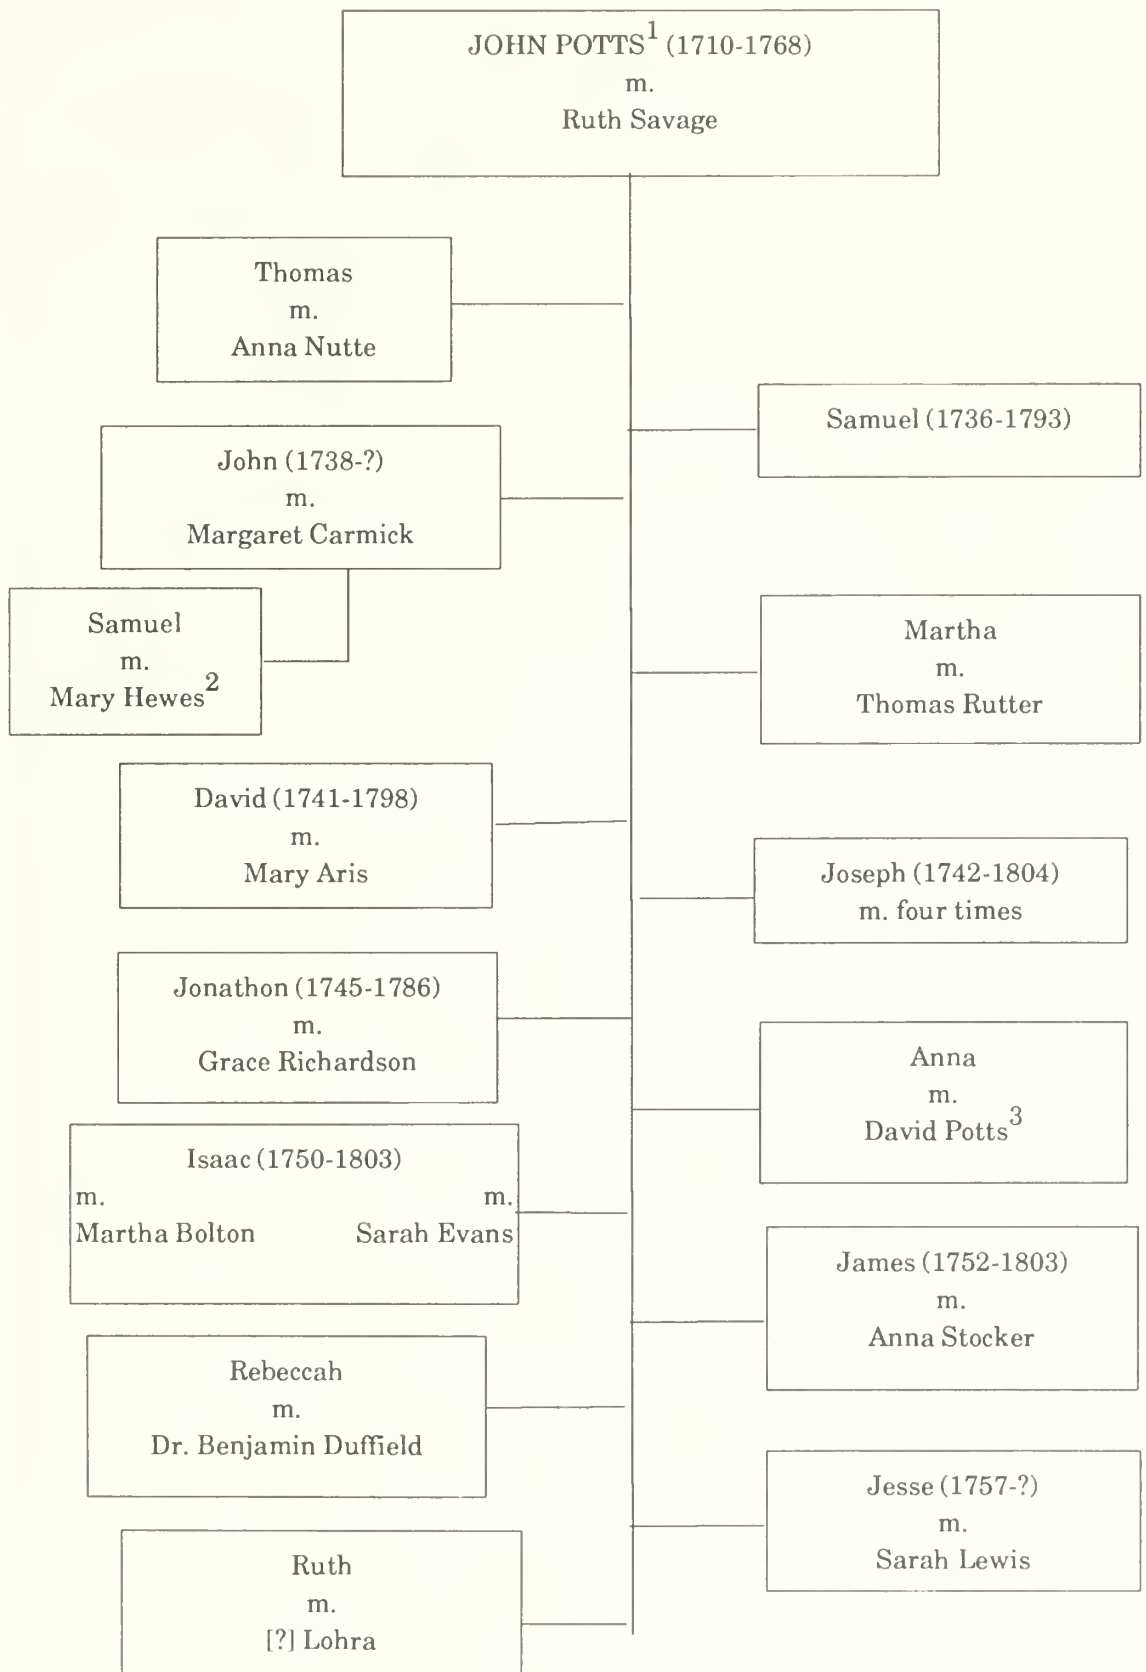 JOHN POTTS¹ (1710-1768)
m.
Ruth Savage
Thomas
m.
Anna Nutte
Samuel (1736-1793)
John (1738-?)
m.
Margaret Carmick
Samuel
m.
Mary Hewes²
Martha
m.
Thomas Rutter
David (1741-1798)
m.
Mary Aris
Joseph (1742-1804)
m. four times
Jonathon (1745-1786)
m.
Grace Richardson
Anna
m.
David Potts³
Isaac (1750-1803)
m. m.
Martha Bolton Sarah Evans
James (1752-1803)
m.
Anna Stocker
Rebeccah
m.
Dr. Benjamin Duffield
Jesse (1757-?)
m.
Sarah Lewis
Ruth
m.
[?] Lohra